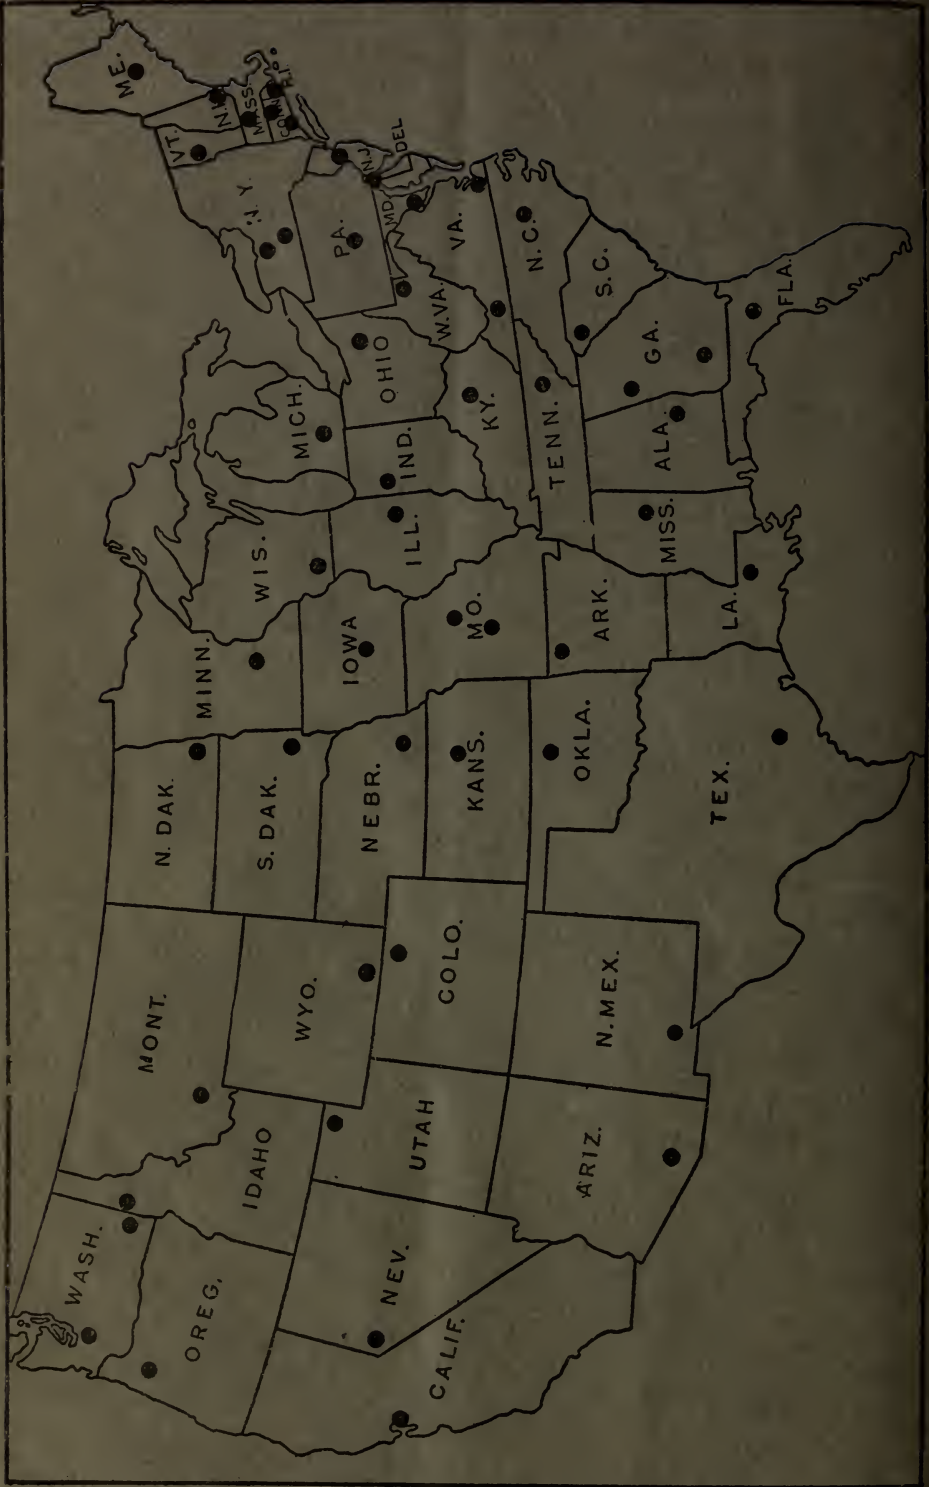 WASH.
OREG.
CALIF.
NEV.
IDAHO
MONT.
WYO.
UTAH
ARIZ.
COLO.
N.MEX.
N. DAK.
S. DAK.
NEBR.
KANS.
OKLA.
TEX.
MINN.
IOWA
MO.
ARK.
LA.
WIS.
ILL.
MICH.
IND.
OHIO
KY.
TENN.
MISS.
ALA.
GA.
FLA.
S. C.
N. C.
VA.
W.VA.
MD.
DEL
PA.
N.J.
N. Y.
VT.
ME.
MASS.
R.I.